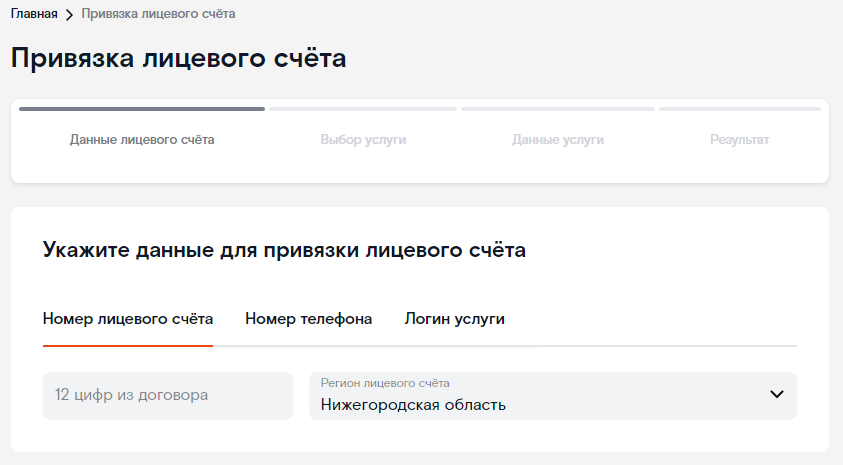 Главная > Привязка лицевого счёта
Привязка лицевого счёта
Данные лицевого счёта Выбор услуги Данные услуги Результат
Укажите данные для привязки лицевого счёта
Номер лицевого счёта Номер телефона Логин услуги
12 цифр из договора
Регион лицевого счёта
Нижегородская область